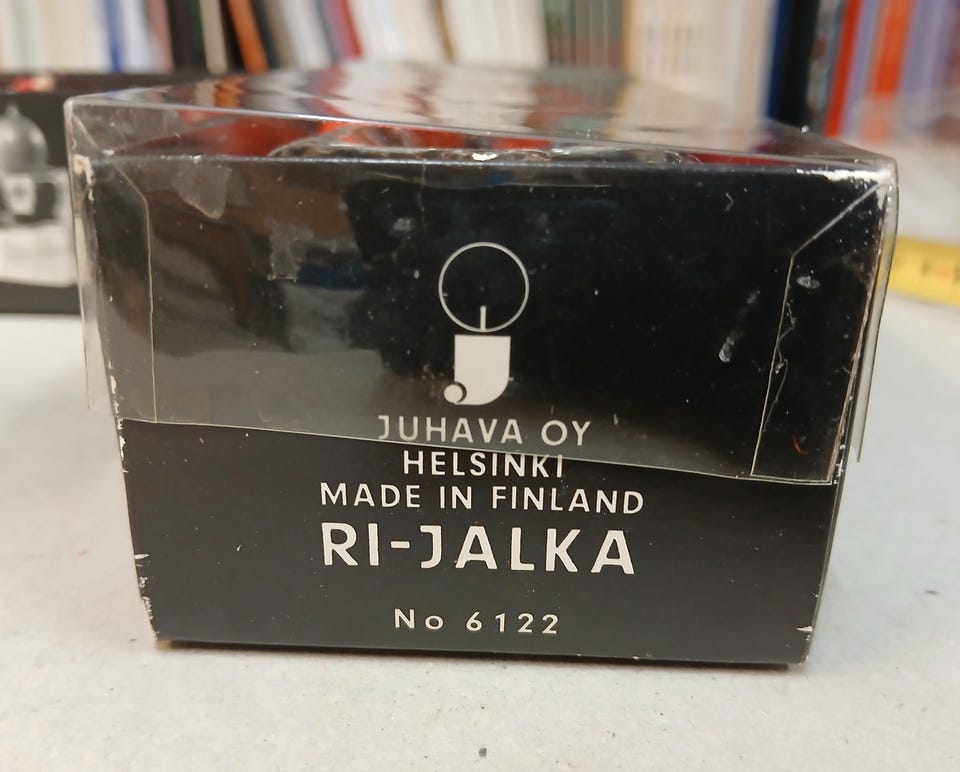 JUHAVA OY
HELSINKI
MADE IN FINLAND
RI-JALKA
No 6122